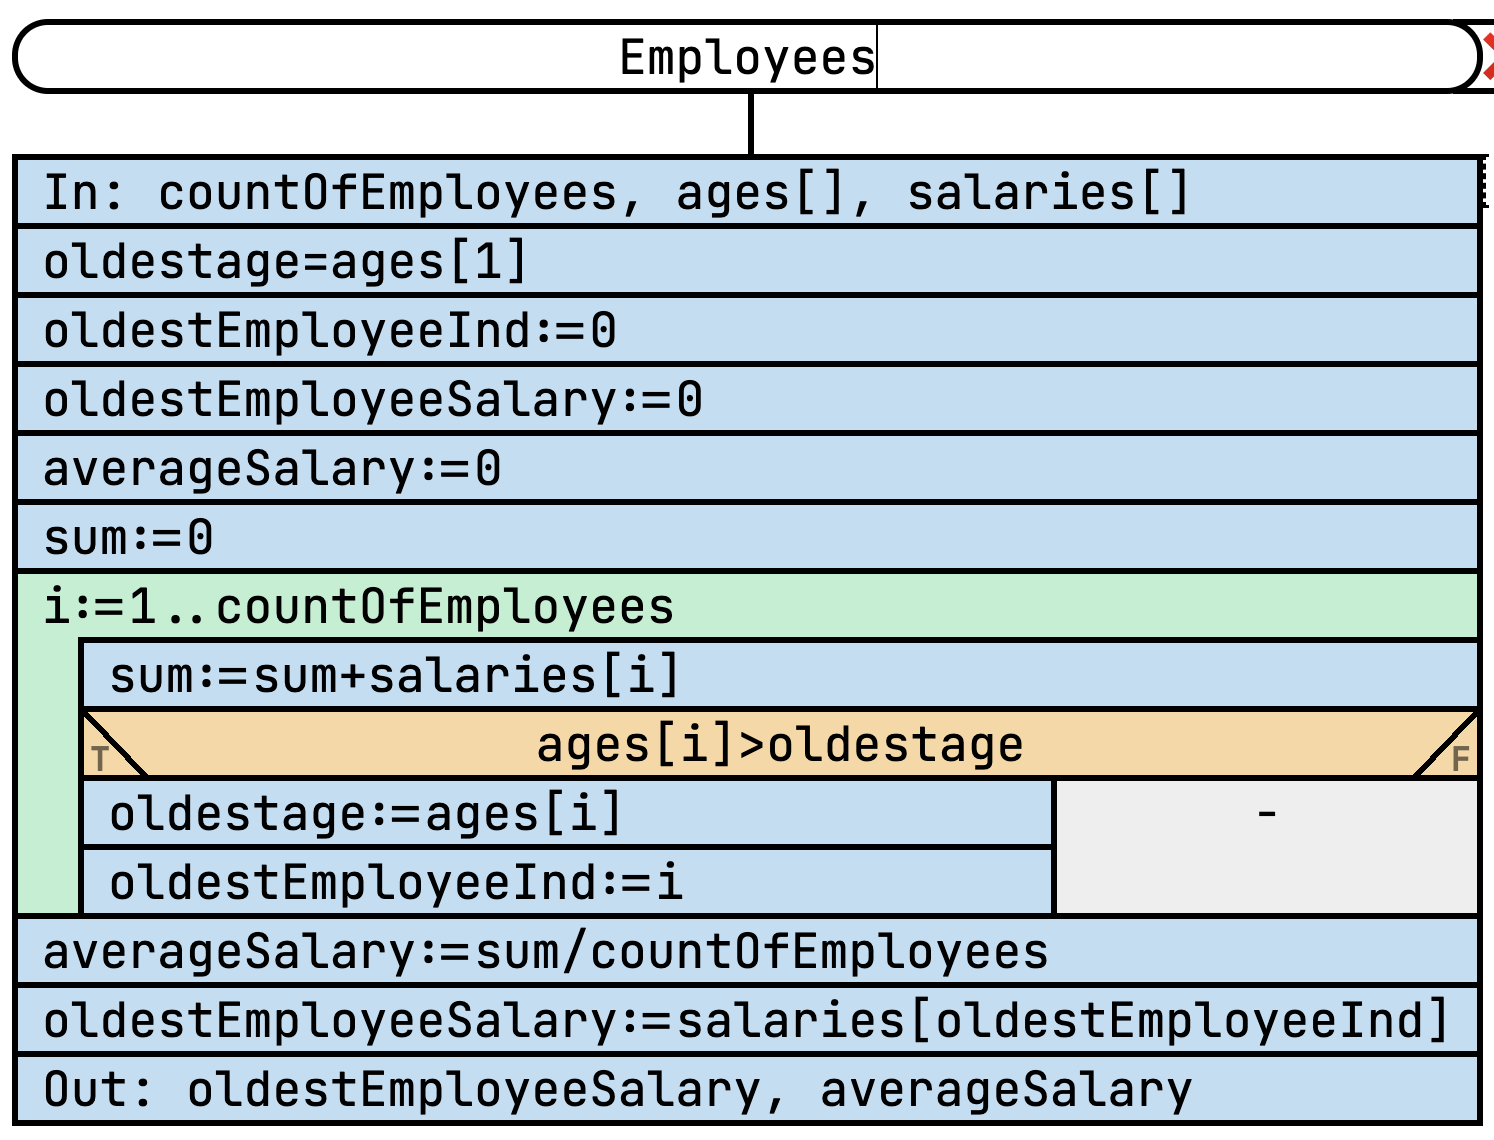 Employees
In: countOfEmployees, ages[], salaries[]
oldestage=ages[1]
oldestEmployeeInd:=0
oldestEmployeeSalary:=0
averageSalary:=0
sum:=0
i:=1..countOfEmployees
sum:=sum+salaries[i]
T ages[i]>oldestage F
oldestage:=ages[i] -
oldestEmployeeInd:=i
averageSalary:=sum/countOfEmployees
oldestEmployeeSalary:=salaries[oldestEmployeeInd]
Out: oldestEmployeeSalary, averageSalary